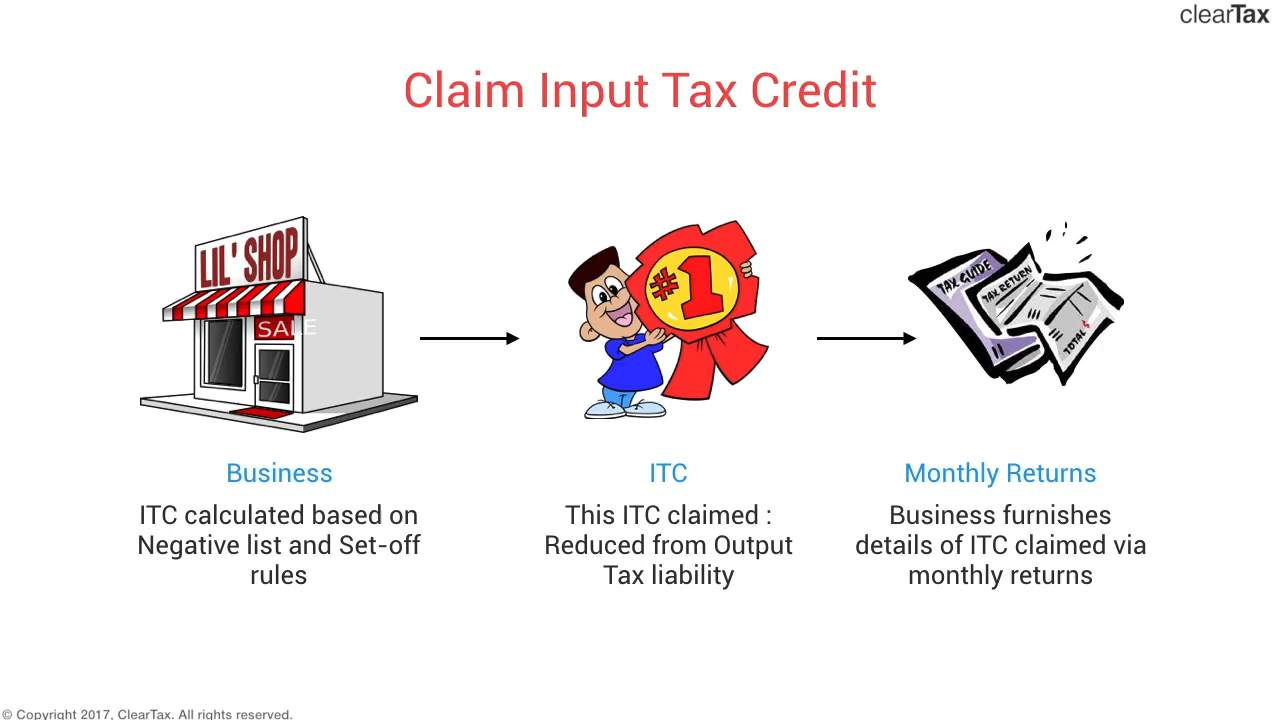 clearTax
Claim Input Tax Credit
LIL' SHOP
SALE
#1
TAX GUIDE
TAX RETURN
TOTAL $
Business
ITC calculated based on
Negative list and Set-off
rules
ITC
This ITC claimed :
Reduced from Output
Tax liability
Monthly Returns
Business furnishes
details of ITC claimed via
monthly returns
© Copyright 2017, ClearTax. All rights reserved.